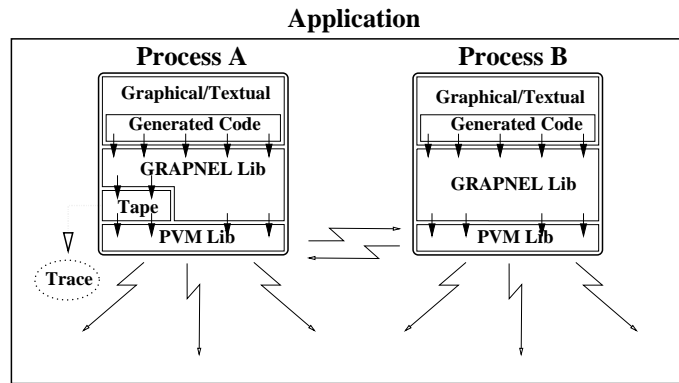 Application
Process A
Process B
Graphical/Textual
Generated Code
GRAPNEL Lib
Tape
PVM Lib
Trace
Graphical/Textual
Generated Code
GRAPNEL Lib
PVM Lib